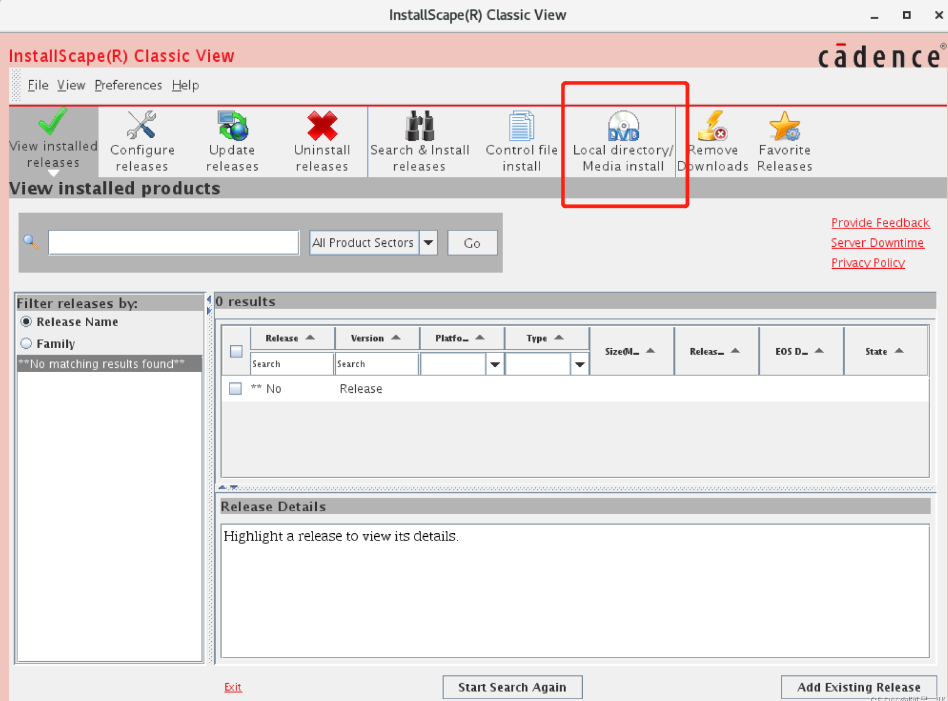 InstallScape(R) Classic View
InstallScape(R) Classic View
cādence®
File View Preferences Help
View installed releases
Configure releases
Update releases
Uninstall releases
Search & Install releases
Control file install
Local directory/ Media install
DVD
Remove Downloads
Favorite Releases
View installed products
All Product Sectors
Go
Provide Feedback
Server Downtime
Privacy Policy
Filter releases by:
Release Name
Family
**No matching results found**
0 results
Release Version Platfo... Type Size(M... Releas... EOS D... State
Search Search
** No Release
Release Details
Highlight a release to view its details.
Exit
Start Search Again
Add Existing Release